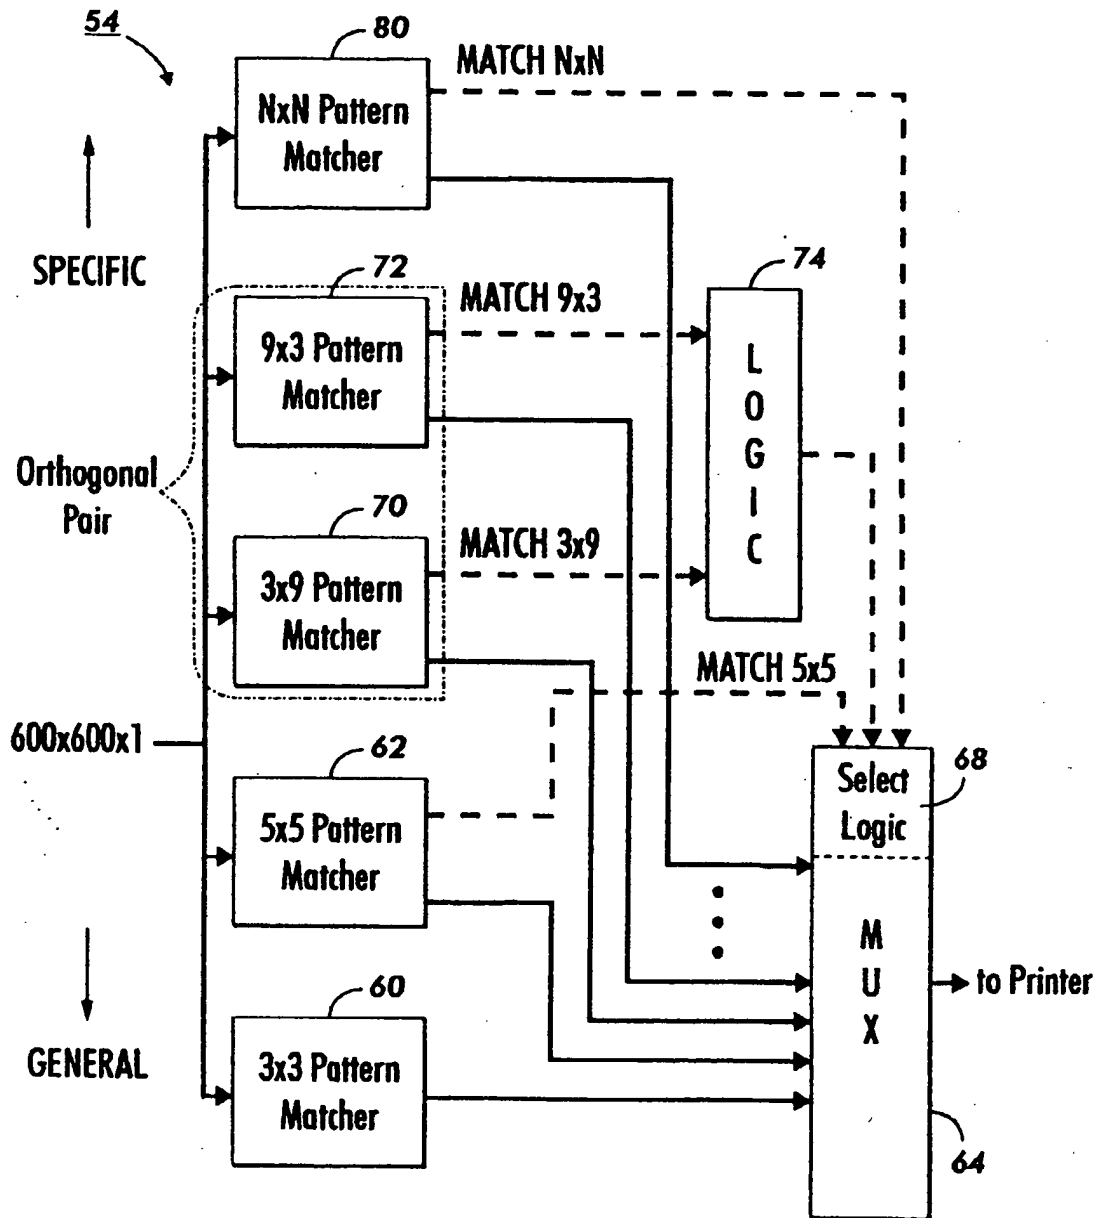 54
80
MATCH NxN
NxN Pattern
Matcher
SPECIFIC
72
MATCH 9x3
74
9x3 Pattern
Matcher
LOGIC
Orthogonal
Pair
70
MATCH 3x9
3x9 Pattern
Matcher
MATCH 5x5
600x600x1
62
68
Select
Logic
5x5 Pattern
Matcher
MUX
to Printer
60
GENERAL
3x3 Pattern
Matcher
64